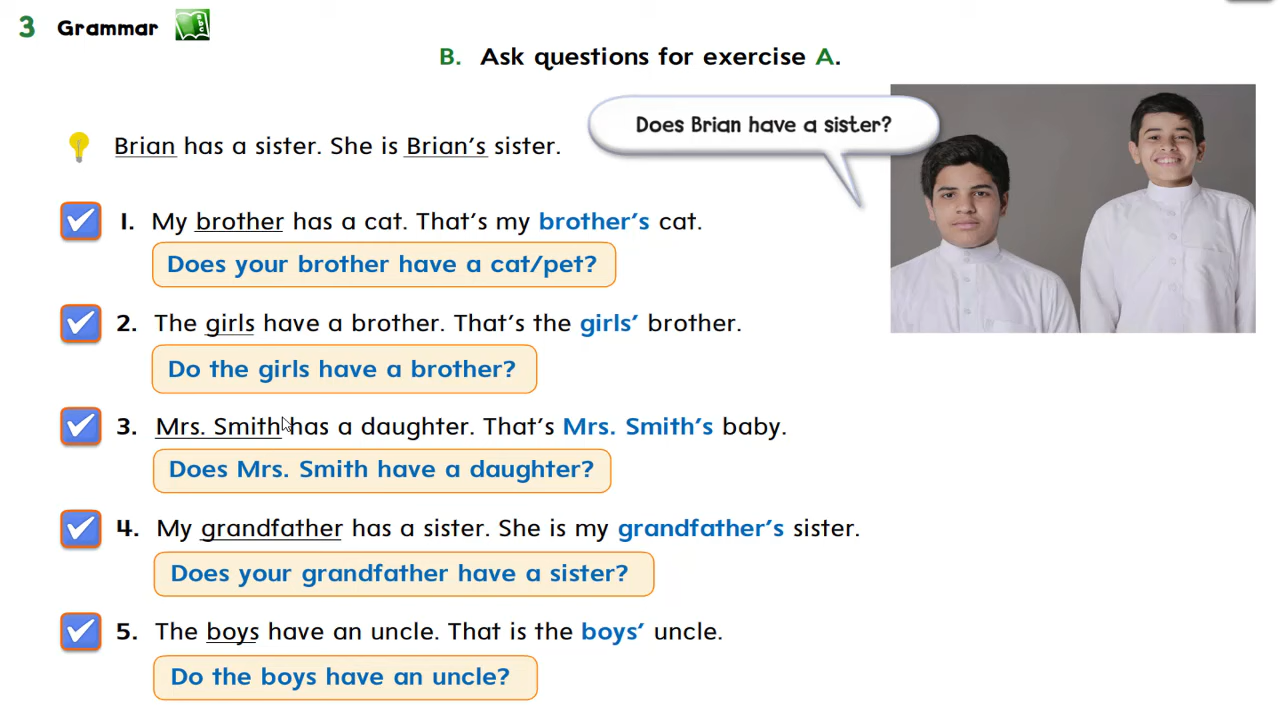 3 Grammar
B. Ask questions for exercise A.
Does Brian have a sister?
Brian has a sister. She is Brian's sister.
1. My brother has a cat. That's my brother's cat.
Does your brother have a cat/pet?
2. The girls have a brother. That's the girls' brother.
Do the girls have a brother?
3. Mrs. Smith has a daughter. That's Mrs. Smith's baby.
Does Mrs. Smith have a daughter?
4. My grandfather has a sister. She is my grandfather's sister.
Does your grandfather have a sister?
5. The boys have an uncle. That is the boys' uncle.
Do the boys have an uncle?